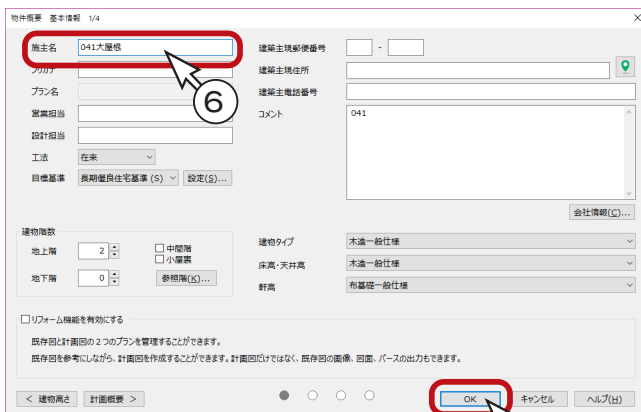 物件概要 基本情報 1/4
施主名 041大屋根
フリガナ
プラン名
営業担当
設計担当
工法 在来
目標基準 長期優良住宅基準 (S) 設定(S)...
⑥
建築主現郵便番号 -
建築主現住所
建築主電話番号
コメント 041
会社情報(C)...
建物階数
地上階 2 中間階
小屋裏
地下階 0 参照階(K)...
建物タイプ 木造一般仕様
床高・天井高 木造一般仕様
軒高 布基礎一般仕様
リフォーム機能を有効にする
既存図と計画図の2つのプランを管理することができます。
既存図を参考にしながら、計画図を作成することができます。計画図だけではなく、既存図の画像、図面、パースの出力もできます。
< 建物高さ 計画概要 > OK キャンセル ヘルプ(H)